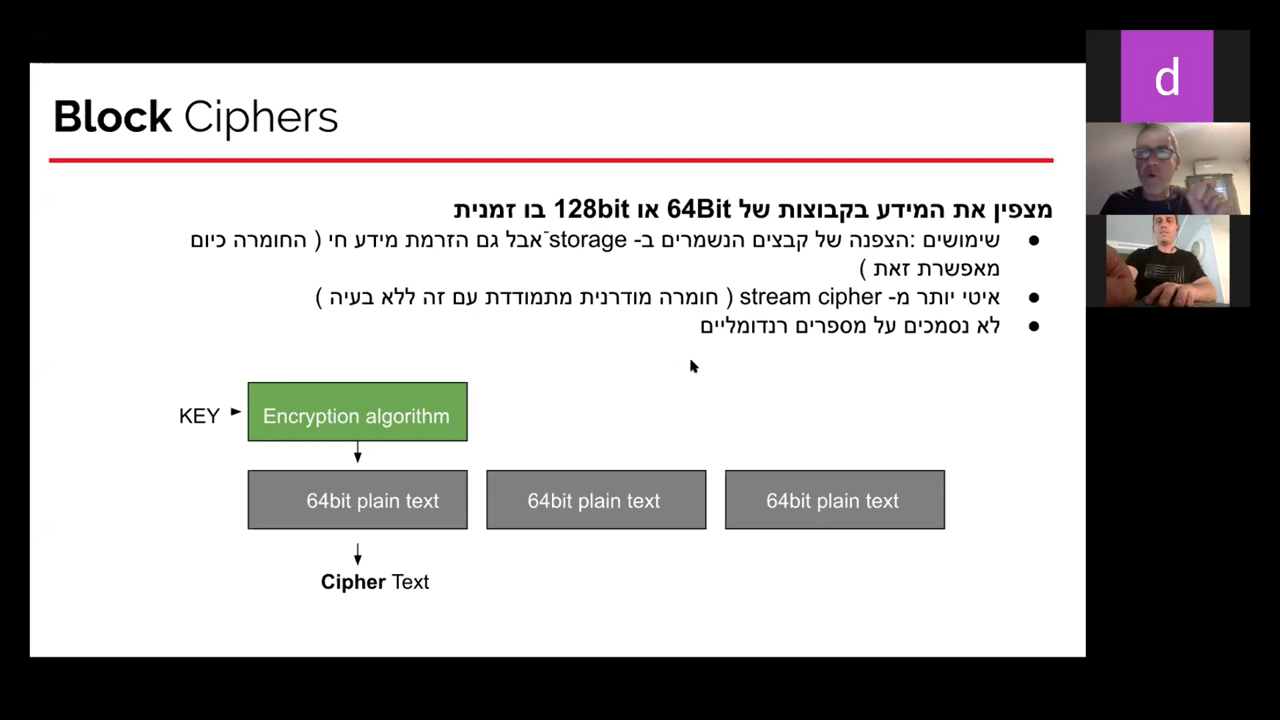 Block Ciphers
מצפין את המידע בקבוצות של 64Bit או 128bit בו זמנית
● שימושים :הצפנה של קבצים הנשמרים ב- storage־אבל גם הזרמת מידע חי ( החומרה כיום
מאפשרת זאת )
● איטי יותר מ- stream cipher ( חומרה מודרנית מתמודדת עם זה ללא בעיה )
● לא נסמכים על מספרים רנדומליים
KEY
Encryption algorithm
64bit plain text
64bit plain text
64bit plain text
Cipher Text
d